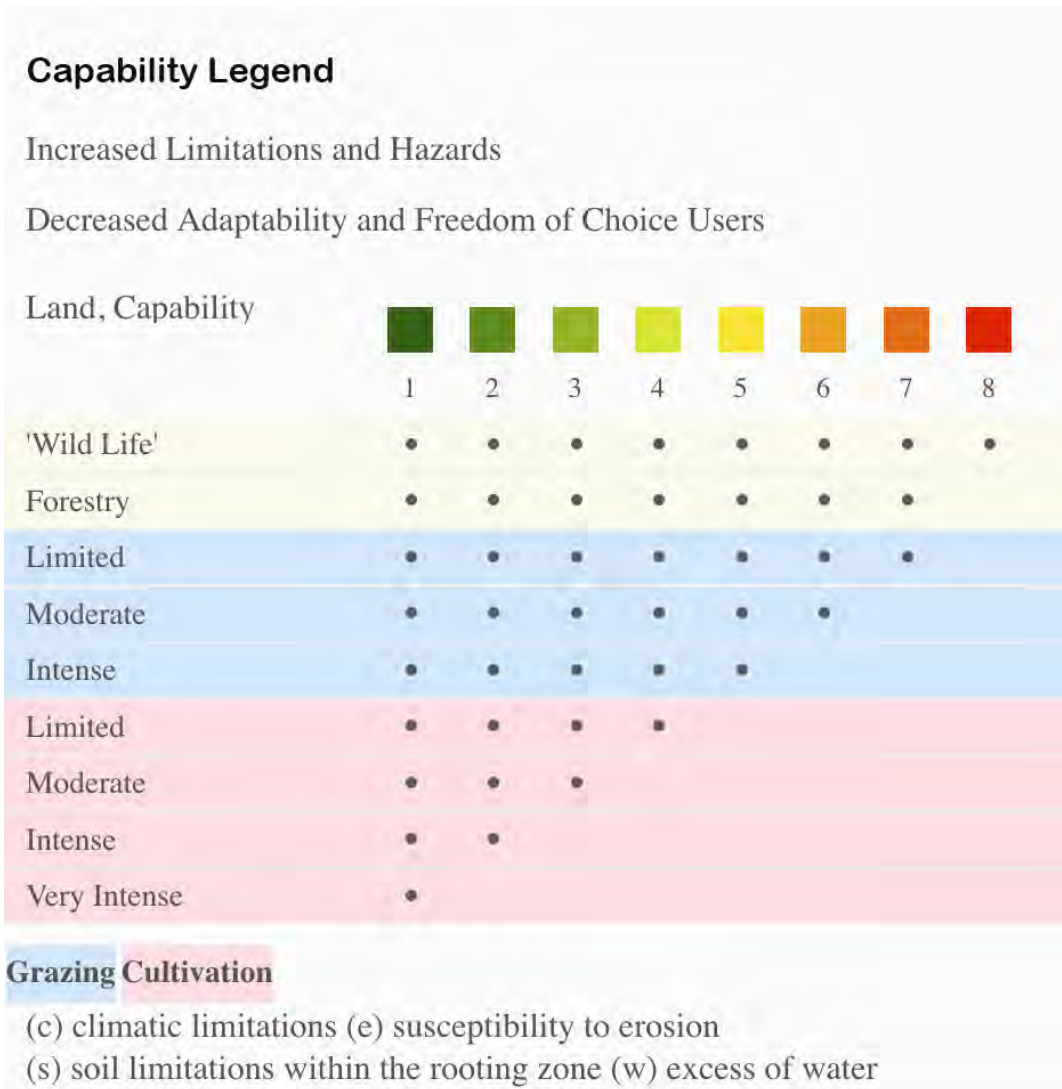 Capability Legend
Increased Limitations and Hazards
Decreased Adaptability and Freedom of Choice Users
Land, Capability
1 2 3 4 5 6 7 8
'Wild Life'
Forestry
Limited
Moderate
Intense
Limited
Moderate
Intense
Very Intense
Grazing Cultivation
(c) climatic limitations (e) susceptibility to erosion
(s) soil limitations within the rooting zone (w) excess of water